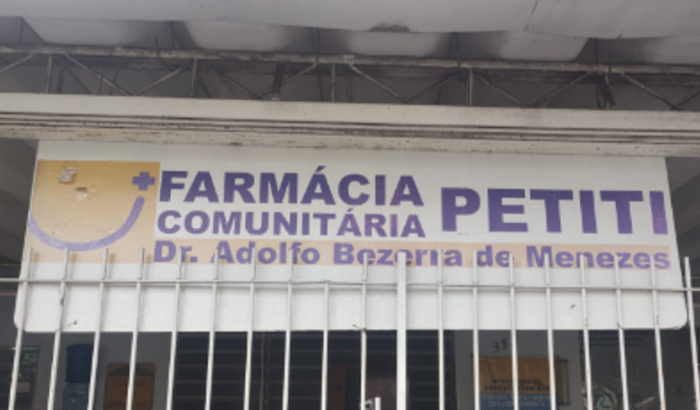 FARMÁCIA
COMUNITÁRIA PETITI
Dr. Adolfo Bezerra de Menezes